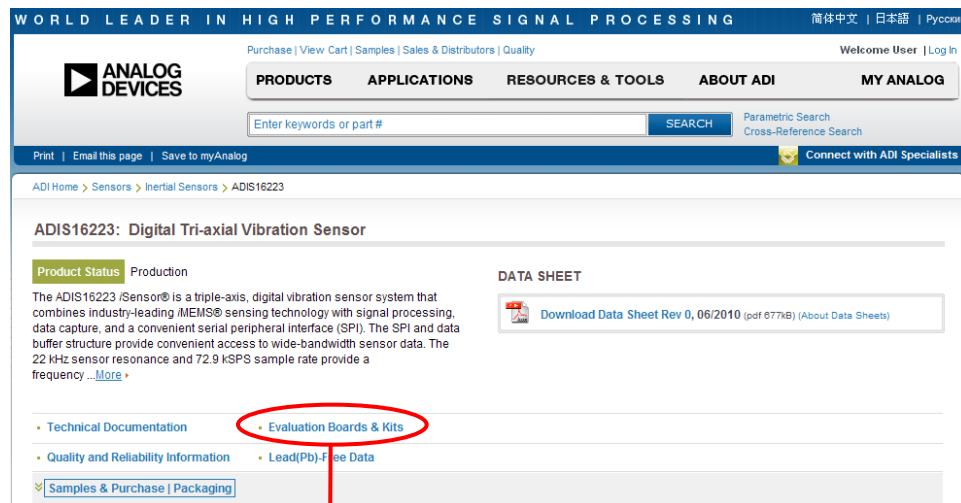 WORLD LEADER IN HIGH PERFORMANCE SIGNAL PROCESSING
简体中文 | 日本語 | Русски
Purchase | View Cart | Samples | Sales & Distributors | Quality
Welcome User | Log In
ANALOG
DEVICES
PRODUCTS APPLICATIONS RESOURCES & TOOLS ABOUT ADI MY ANALOG
Enter keywords or part #
SEARCH
Parametric Search
Cross-Reference Search
Print | Email this page | Save to myAnalog
Connect with ADI Specialists
ADI Home > Sensors > Inertial Sensors > ADIS16223
ADIS16223: Digital Tri-axial Vibration Sensor
Product Status Production
The ADIS16223 iSensor® is a triple-axis, digital vibration sensor system that
combines industry-leading iMEMS® sensing technology with signal processing,
data capture, and a convenient serial peripheral interface (SPI). The SPI and data
buffer structure provide convenient access to wide-bandwidth sensor data. The
22 kHz sensor resonance and 72.9 kSPS sample rate provide a
frequency ...More
DATA SHEET
Download Data Sheet Rev 0, 06/2010 (pdf 677kB) (About Data Sheets)
Technical Documentation
Evaluation Boards & Kits
Quality and Reliability Information
Lead(Pb)-Free Data
Samples & Purchase | Packaging